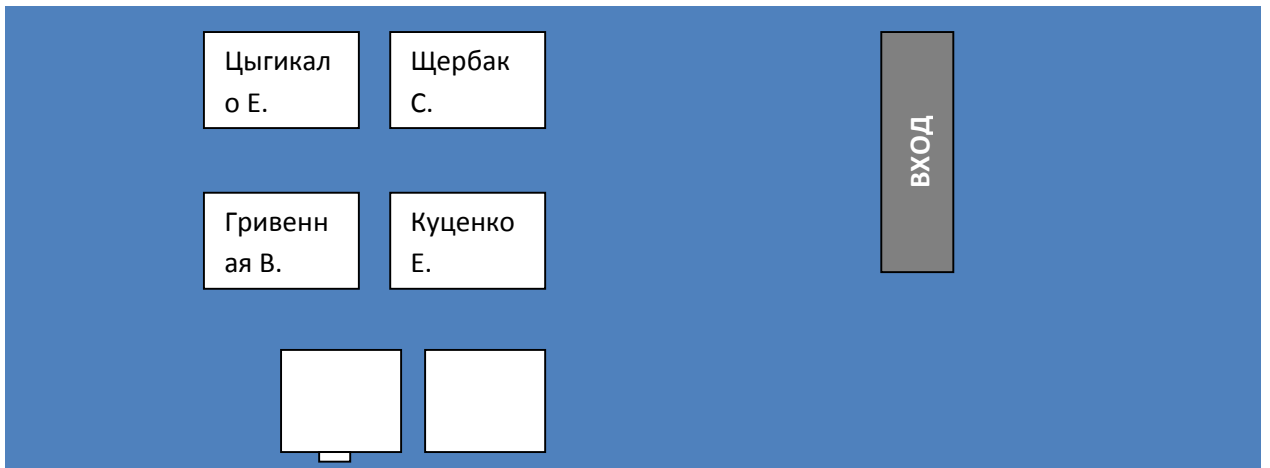 Цыгикал
о Е.
Щербак
С.
ВХОД
Гривенн
ая В.
Куценко
Е.